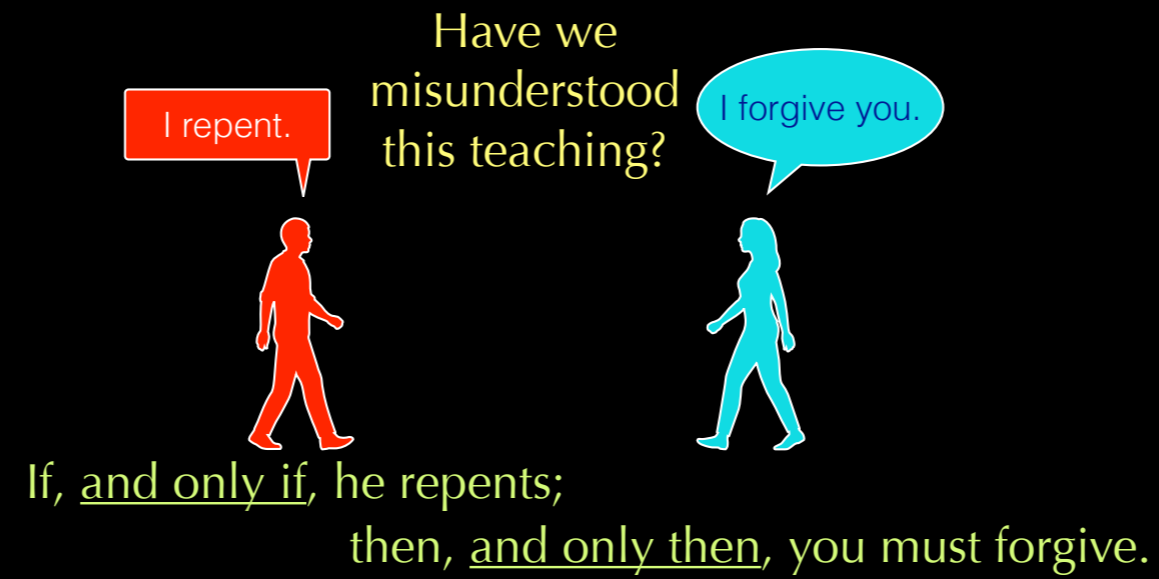 Have we
misunderstood
this teaching?
I repent.
I forgive you.
If, and only if, he repents;
then, and only then, you must forgive.